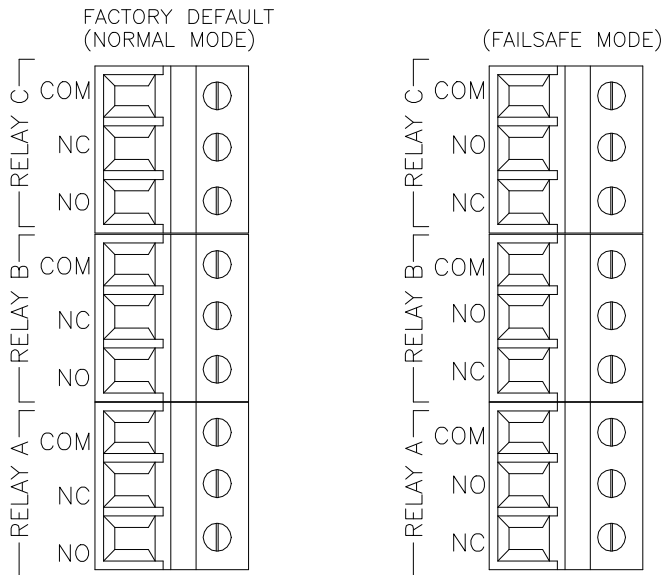 FACTORY DEFAULT
(NORMAL MODE)
RELAY C
COM
NC
NO
RELAY B
COM
NC
NO
RELAY A
COM
NC
NO
(FAILSAFE MODE)
RELAY C
COM
NO
NC
RELAY B
COM
NO
NC
RELAY A
COM
NO
NC